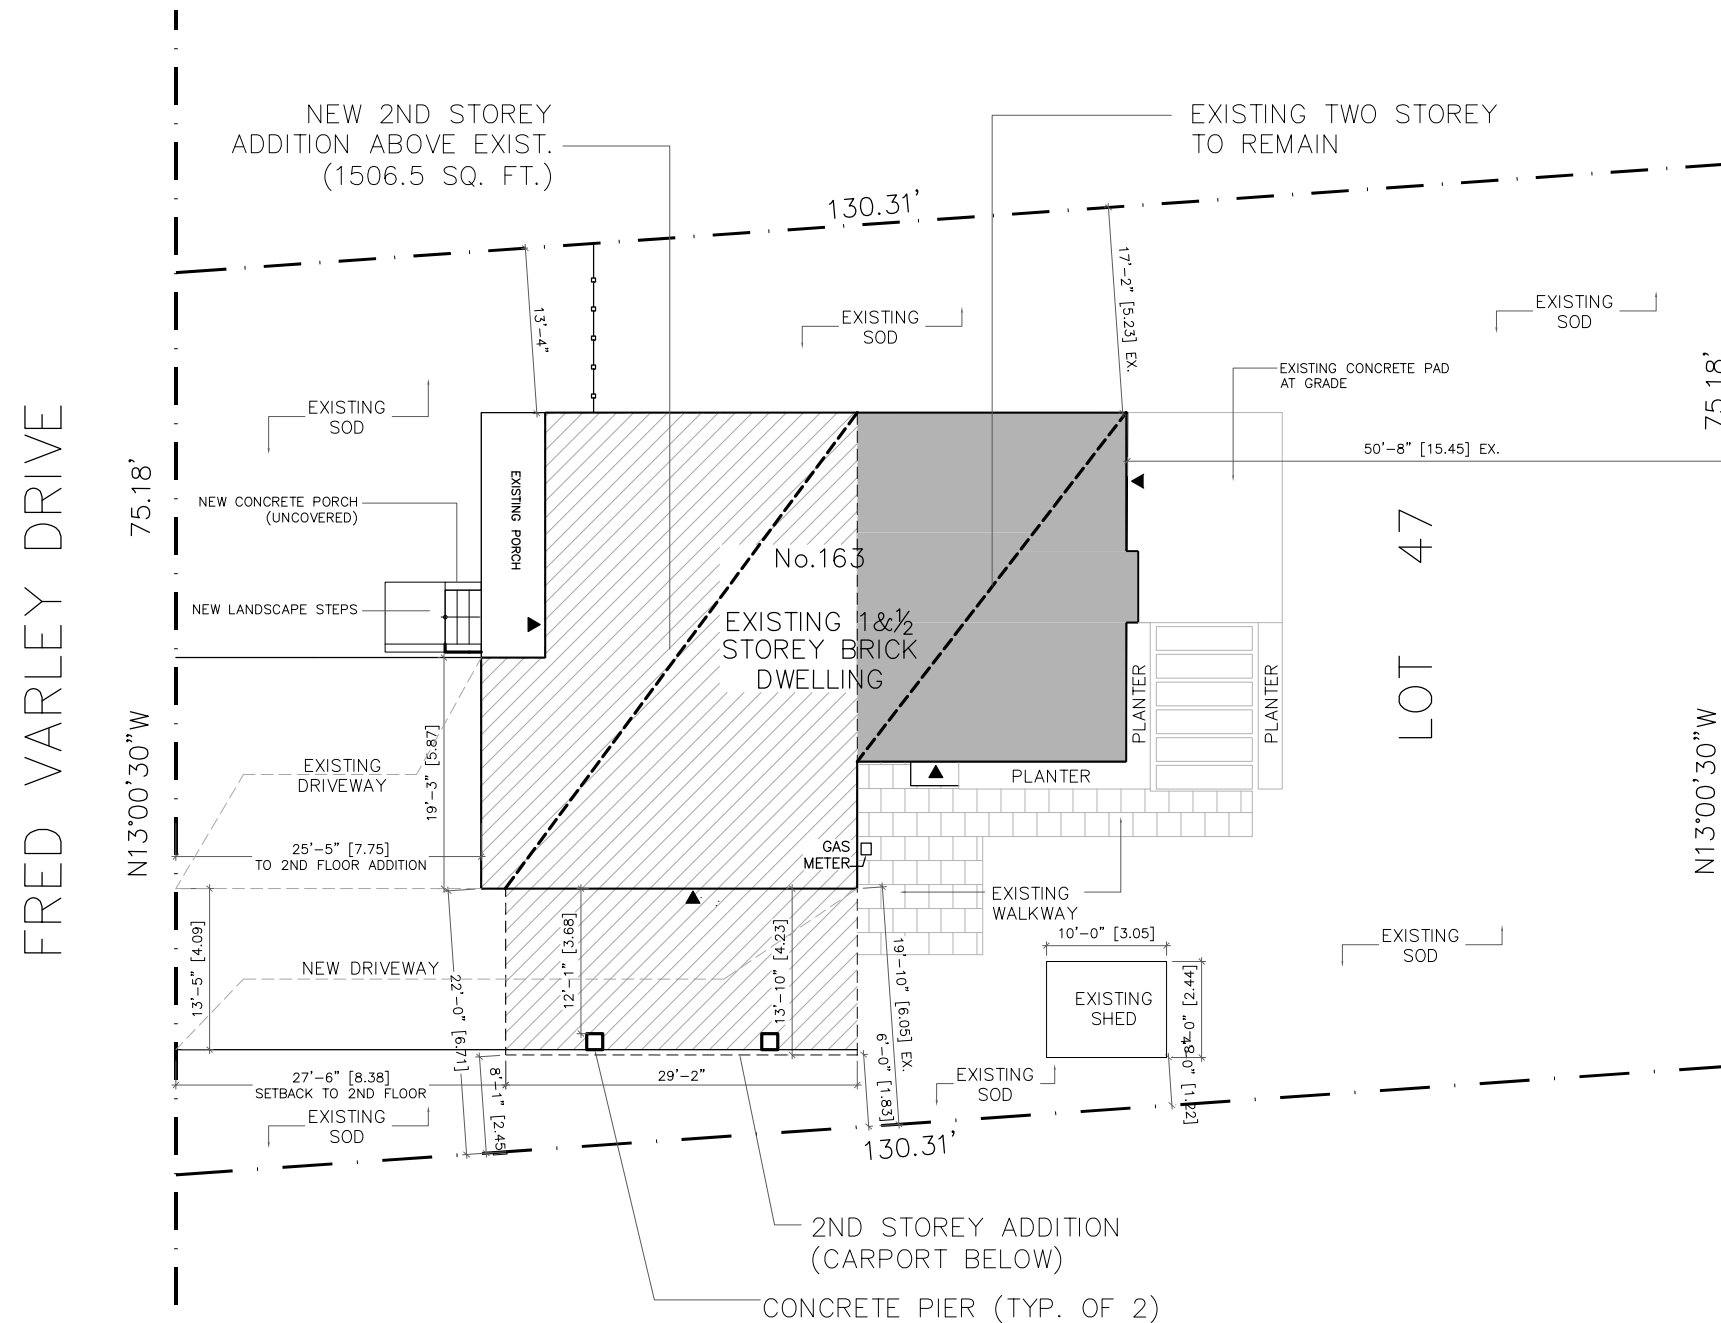 NEW 2ND STOREY
ADDITION ABOVE EXIST.
(1506.5 SQ. FT.)
EXISTING TWO STOREY
TO REMAIN
130.31'
13'-4"
17'-2" [5.23] EX.
EXISTING
SOD
EXISTING
SOD
EXISTING
SOD
EXISTING CONCRETE PAD
AT GRADE
75.18'
50'-8" [15.45] EX.
FRED VARLEY DRIVE
75.18'
N13°00'30"W
NEW CONCRETE PORCH
(UNCOVERED)
EXISTING PORCH
NEW LANDSCAPE STEPS
No.163
EXISTING 1&½
STOREY BRICK
DWELLING
LOT 47
PLANTER
PLANTER
PLANTER
N13°00'30"W
EXISTING
DRIVEWAY
19'-3" [5.87]
25'-5" [7.75]
TO 2ND FLOOR ADDITION
GAS
METER
EXISTING
WALKWAY
13'-5" [4.09]
NEW DRIVEWAY
22'-0" [6.71]
12'-1" [3.68]
13'-10" [4.23]
19'-10" [6.05] EX.
6'-0" [1.83]
10'-0" [3.05]
EXISTING
SHED
8'-0" [2.44]
4'-0" [1.22]
EXISTING
SOD
EXISTING
SOD
27'-6" [8.38]
SETBACK TO 2ND FLOOR
8'-1" [2.45]
29'-2"
EXISTING
SOD
130.31'
2ND STOREY ADDITION
(CARPORT BELOW)
CONCRETE PIER (TYP. OF 2)